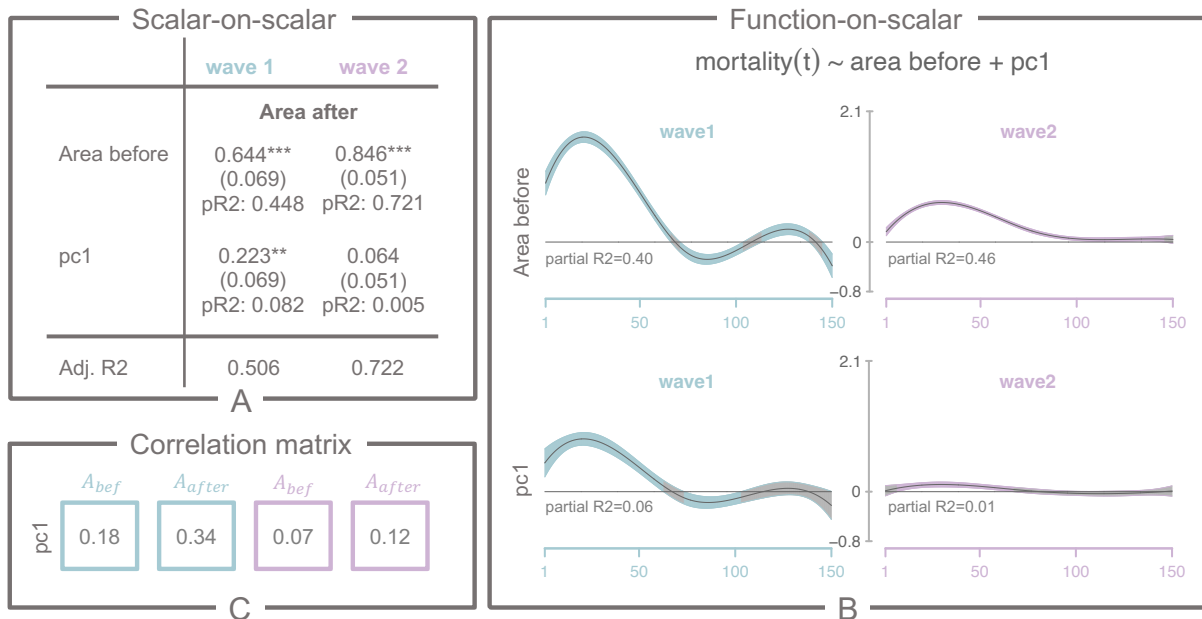 Scalar-on-scalar
wave 1 wave 2
Area after
Area before 0.644*** 0.846***
(0.069) (0.051)
pR2: 0.448 pR2: 0.721
pc1 0.223** 0.064
(0.069) (0.051)
pR2: 0.082 pR2: 0.005
Adj. R2 0.506 0.722
A
Correlation matrix
A_bef A_after A_bef A_after
pc1 0.18 0.34 0.07 0.12
C
Function-on-scalar
mortality(t) ~ area before + pc1
Area before
wave1
partial R2=0.40
1 50 100 150
wave2
2.1
0
−0.8
partial R2=0.46
1 50 100 150
pc1
wave1
partial R2=0.06
1 50 100 150
wave2
2.1
0
−0.8
partial R2=0.01
1 50 100 150
B